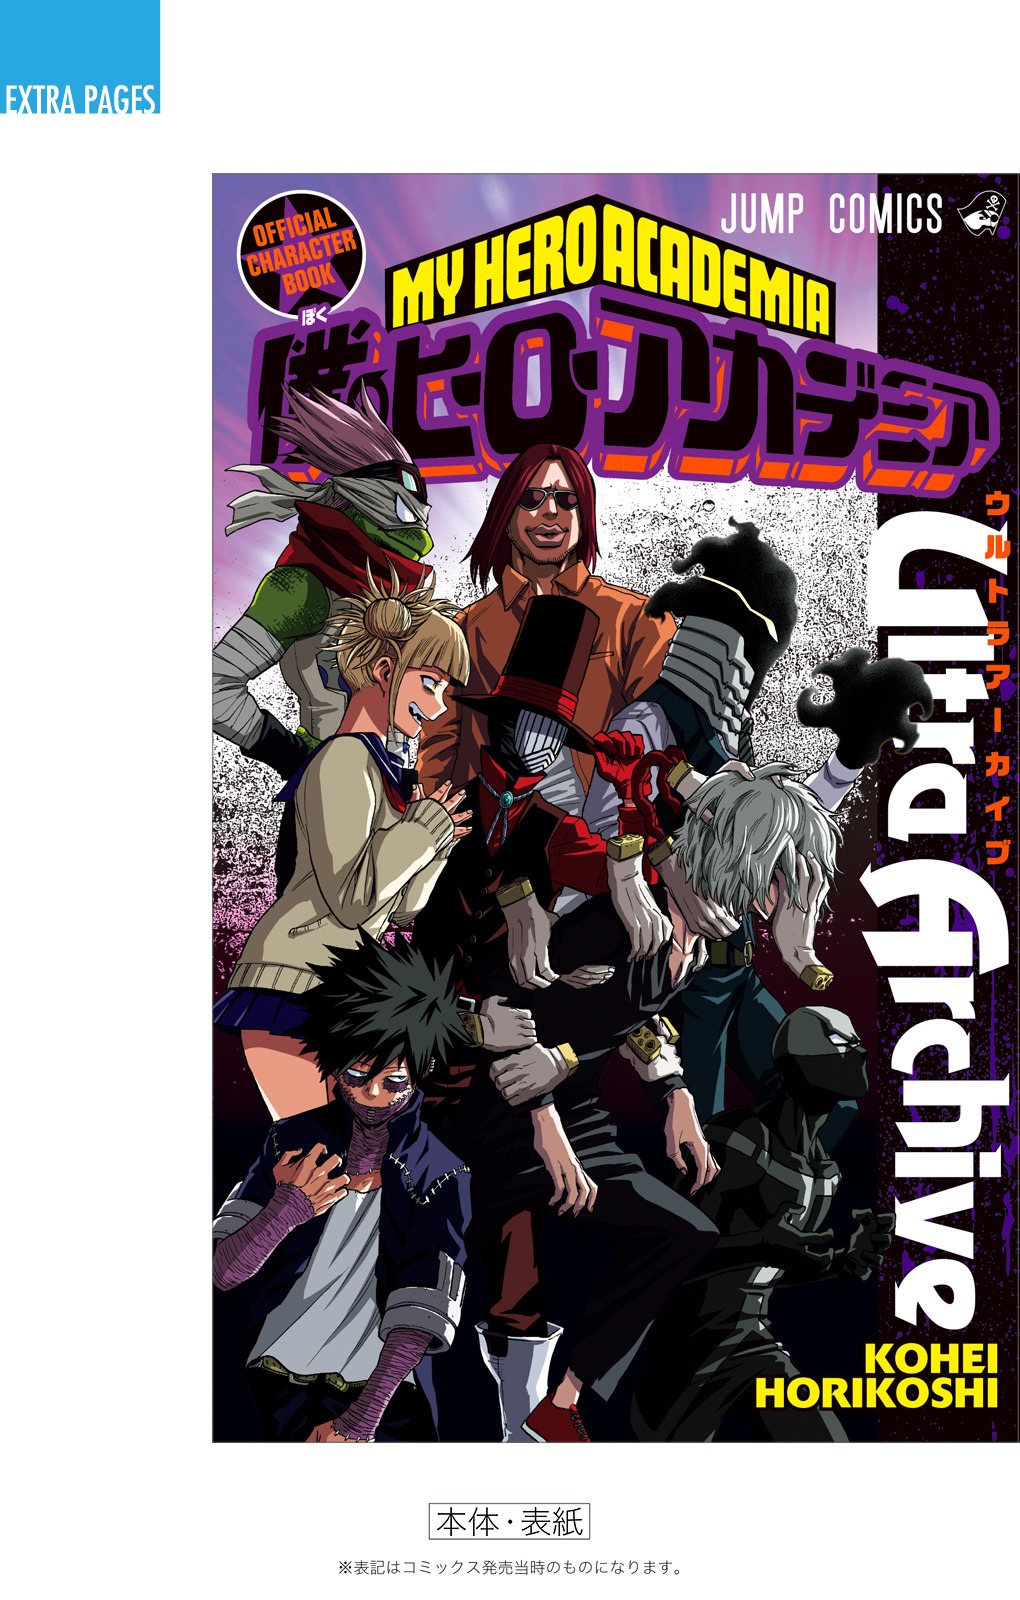 EXTRA PAGES
OFFICIAL
CHARACTER
BOOK
JUMP COMICS
MY HERO ACADEMIA
ぼく
僕のヒーローアカデミア
ウルトラアーカイブ
Ultra Archive
KOHEI
HORIKOSHI
本体・表紙
※表記はコミックス発売当時のものになります。